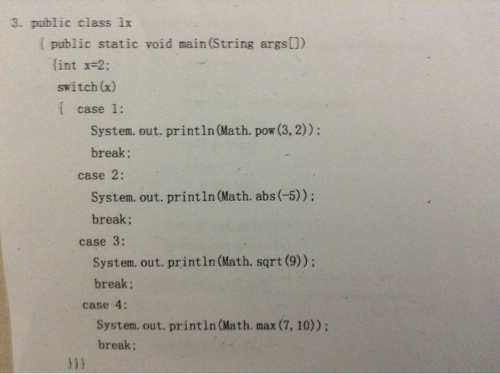 3. public class lx
{ public static void main(String args[])
{int x=2;
switch(x)
{ case 1:
System.out.println(Math.pow(3,2));
break;
case 2:
System.out.println(Math.abs(-5));
break;
case 3:
System.out.println(Math.sqrt(9));
break;
case 4:
System.out.println(Math.max(7,10));
break;
}}}